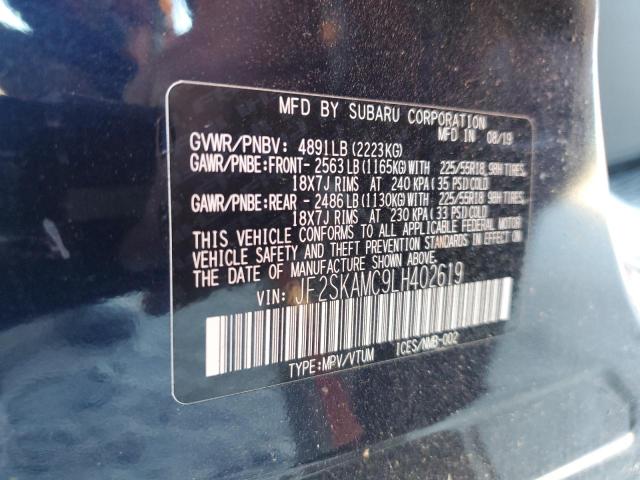 MFD BY SUBARU CORPORATION
MFD IN 08/19
GVWR/PNBV: 4891LB(2223KG)
GAWR/PNBE:FRONT- 2563LB(1165KG)WITH 225/55R18 98H TIRES
18X7J RIMS AT 240 KPA(35 PSI)COLD
GAWR/PNBE:REAR - 2486LB(1130KG)WITH 225/55R18 98H TIRES
18X7J RIMS AT 230 KPA(33 PSI)COLD
THIS VEHICLE CONFORMS TO ALL APPLICABLE FEDERAL MOTOR
VEHICLE SAFETY AND THEFT PREVENTION STANDARDS IN EFFECT
ON THE DATE OF MANUFACTURE SHOWN ABOVE.
VIN: JF2SKAMC9LH402619
TYPE:MPV/VTUM ICES/NMB-002